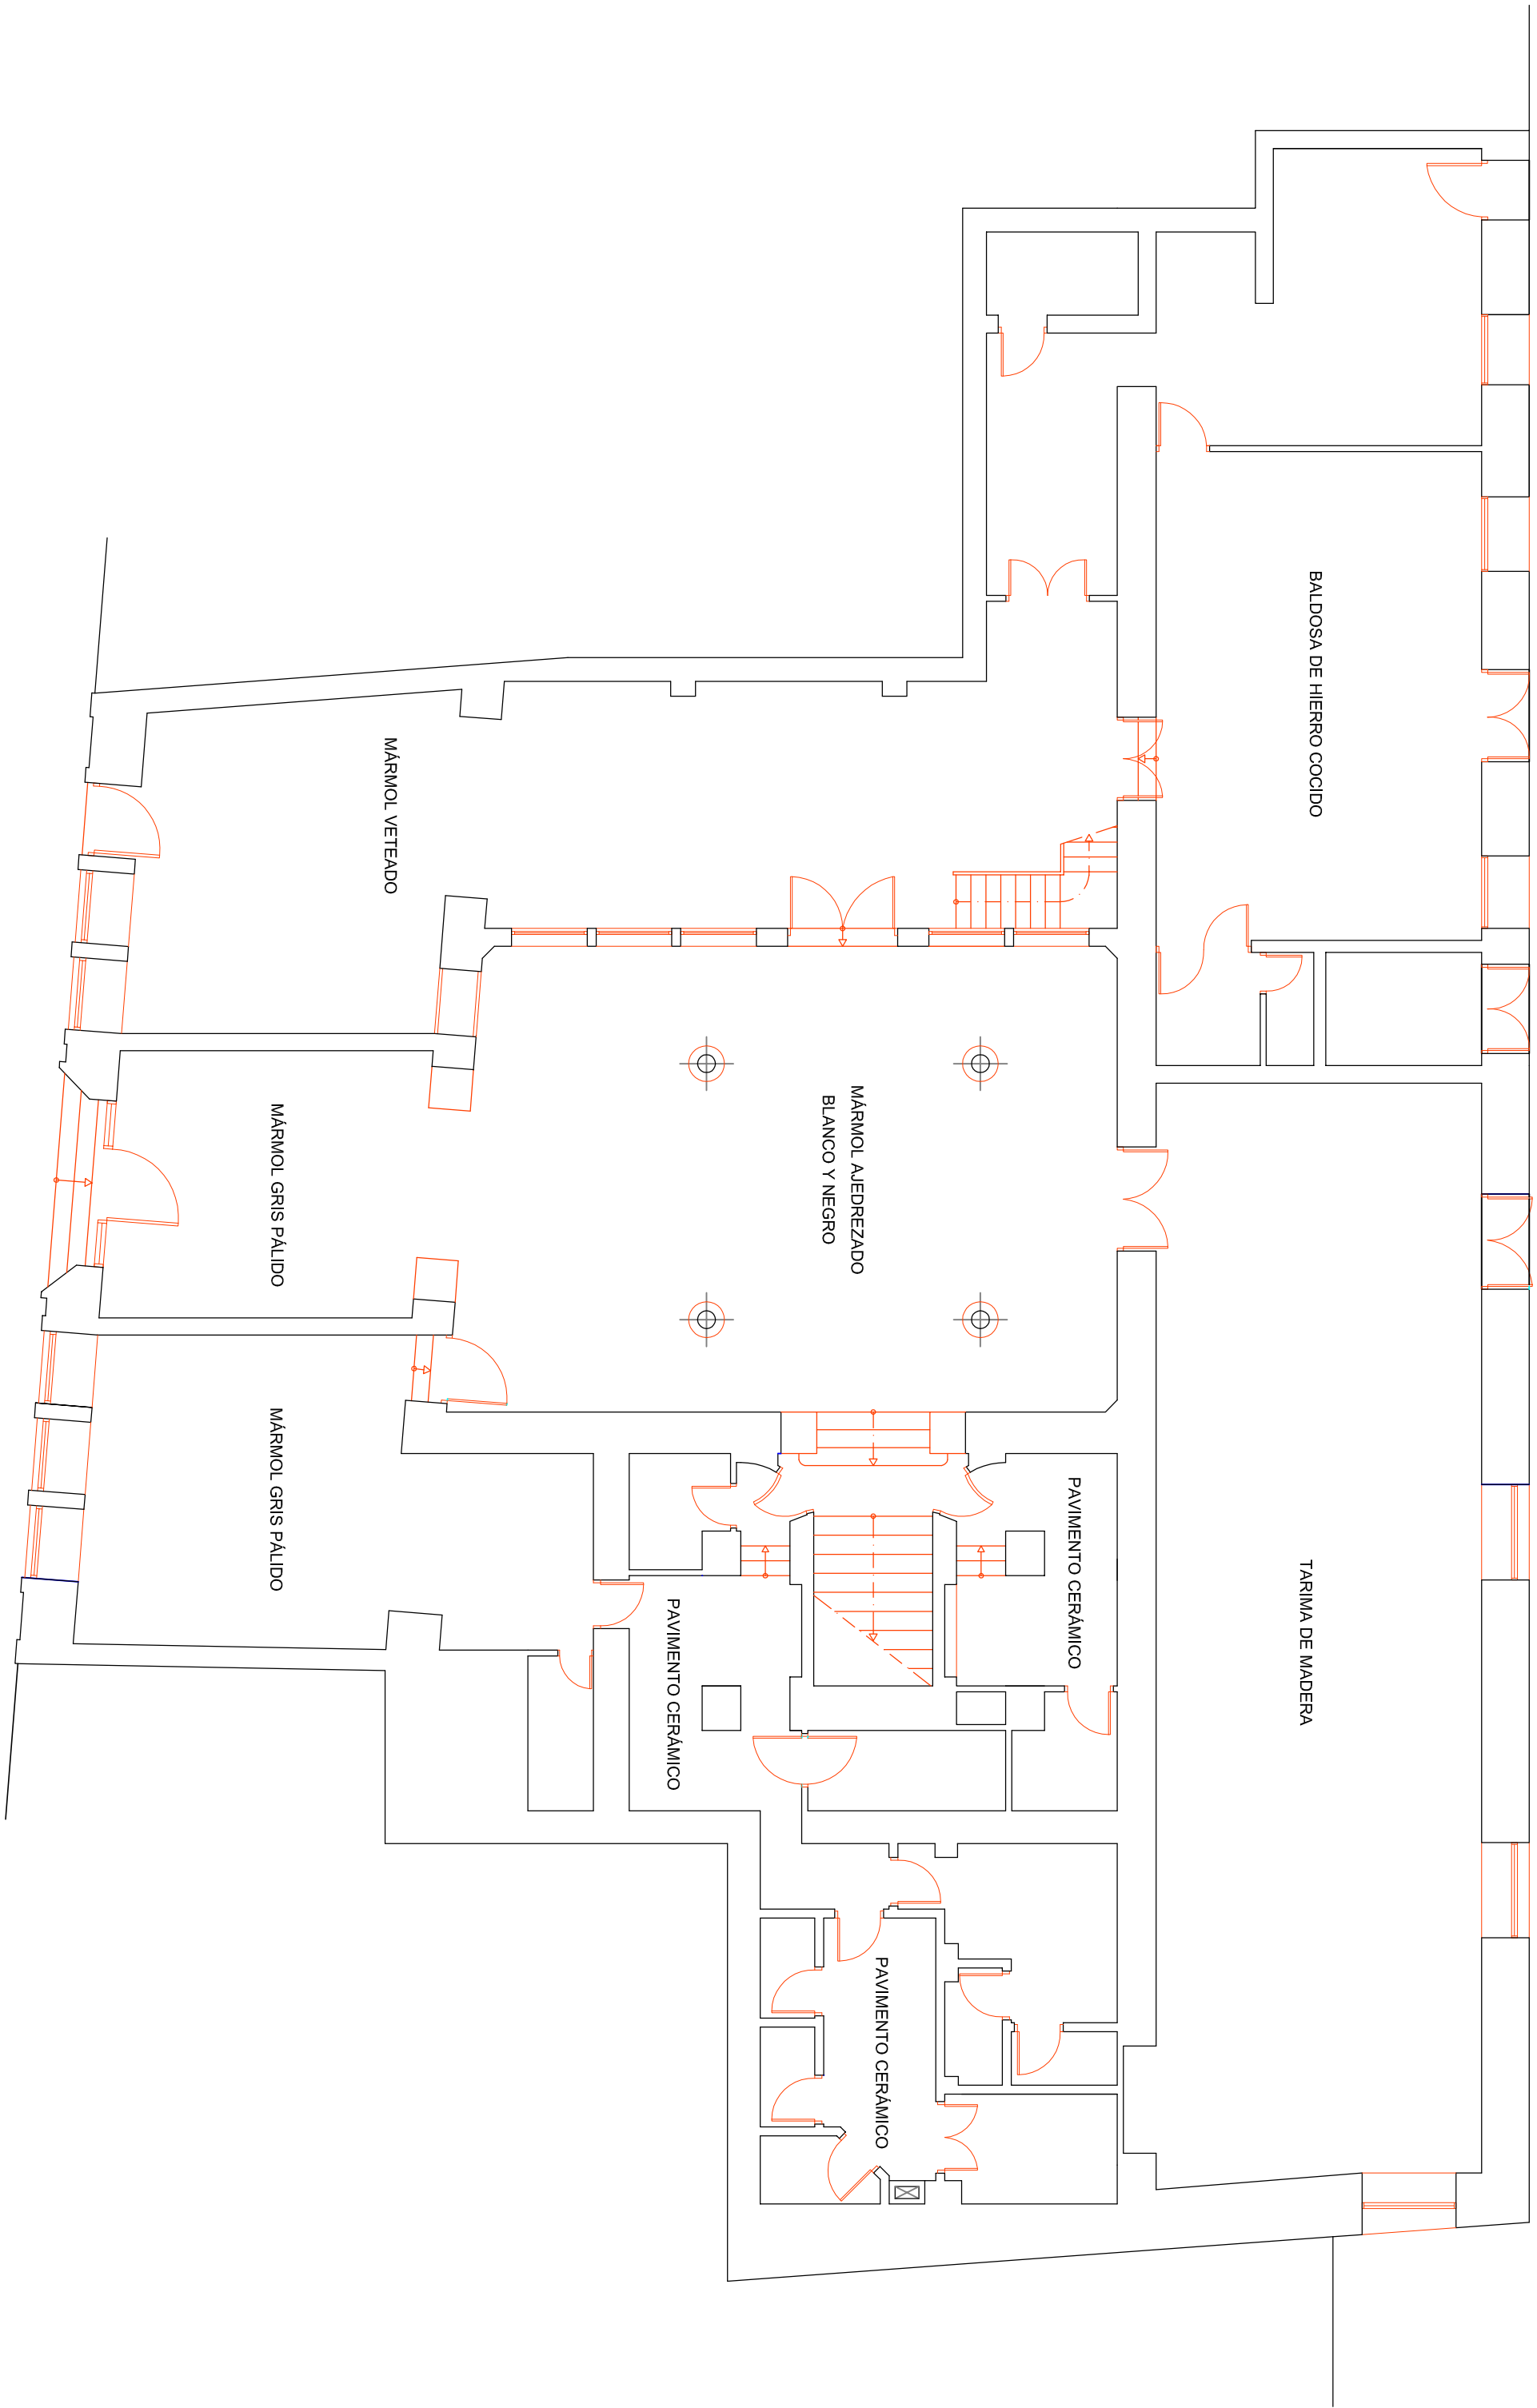 BALDOSA DE HIERRO COCIDO
MÁRMOL VETEADO
MÁRMOL AJEDREZADO
BLANCO Y NEGRO
MÁRMOL GRIS PÁLIDO
MÁRMOL GRIS PÁLIDO
PAVIMENTO CERÁMICO
TARIMA DE MADERA
PAVIMENTO CERÁMICO
PAVIMENTO CERÁMICO